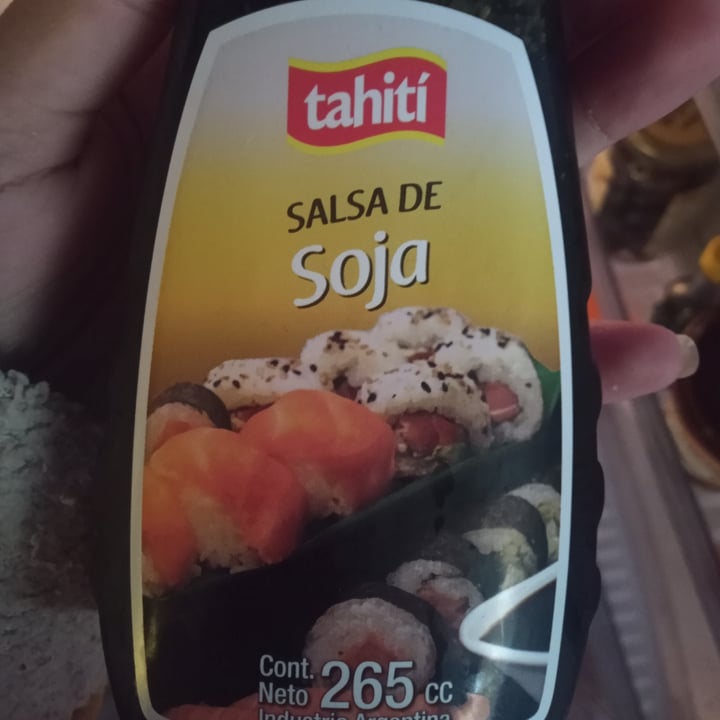 tahití
SALSA DE
Soja
Cont.
Neto 265 CC
Industria Argentina